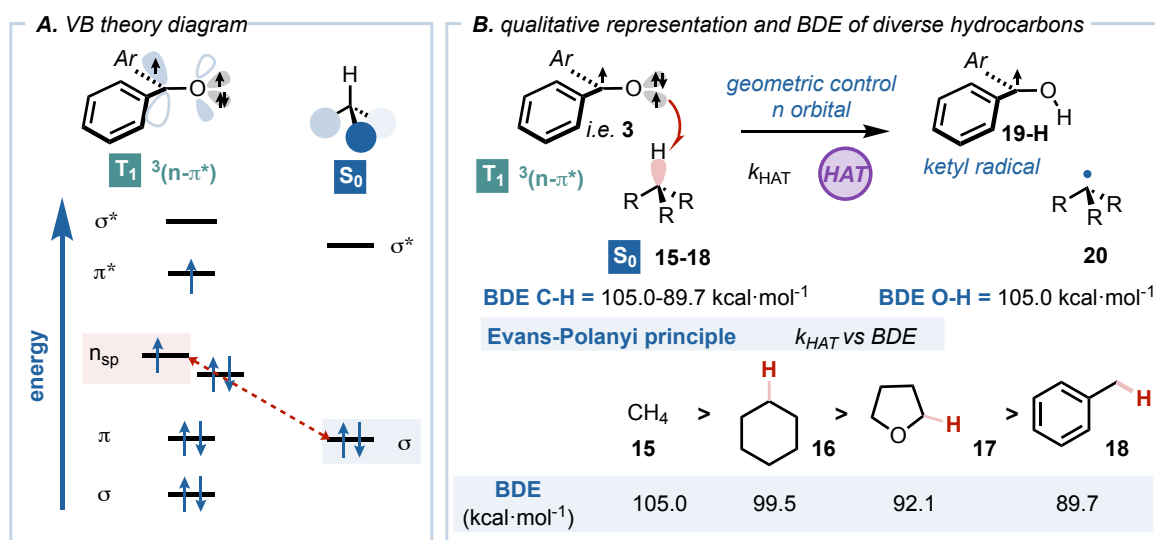 A. VB theory diagram
Ar
O
T₁ ³(n-π*)
H
S₀
energy
σ*
π*
nsp
π
σ
σ*
σ
B. qualitative representation and BDE of diverse hydrocarbons
Ar
O
i.e. 3
T₁ ³(n-π*)
H
R R R
S₀ 15-18
geometric control
n orbital
kHAT HAT
Ar
O
H
19-H
ketyl radical
R R R
20
BDE C-H = 105.0-89.7 kcal·mol⁻¹
BDE O-H = 105.0 kcal·mol⁻¹
Evans-Polanyi principle kHAT vs BDE
CH₄ > H > O H > H
15 16 17 18
BDE
(kcal·mol⁻¹) 105.0 99.5 92.1 89.7